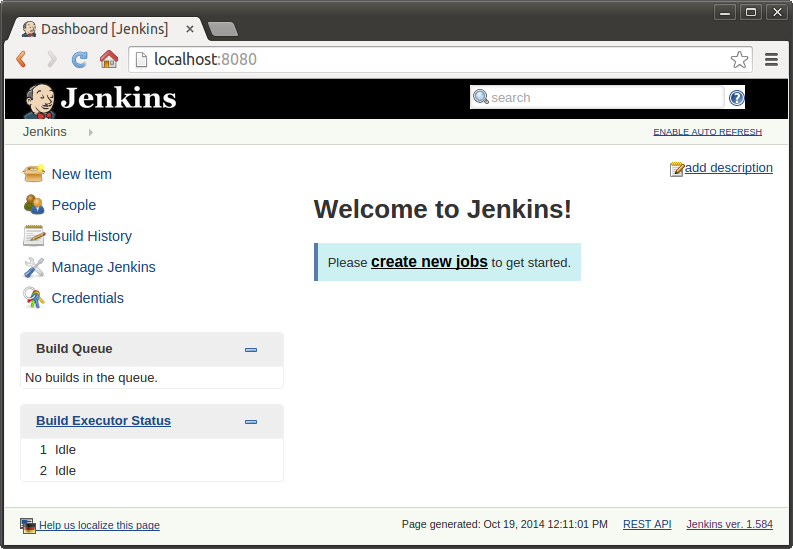 Dashboard [Jenkins]
localhost:8080
Jenkins
search
Jenkins
ENABLE AUTO REFRESH
add description
New Item
People
Build History
Manage Jenkins
Credentials
Welcome to Jenkins!
Please create new jobs to get started.
Build Queue
No builds in the queue.
Build Executor Status
1 Idle
2 Idle
Help us localize this page
Page generated: Oct 19, 2014 12:11:01 PM
REST API
Jenkins ver. 1.584